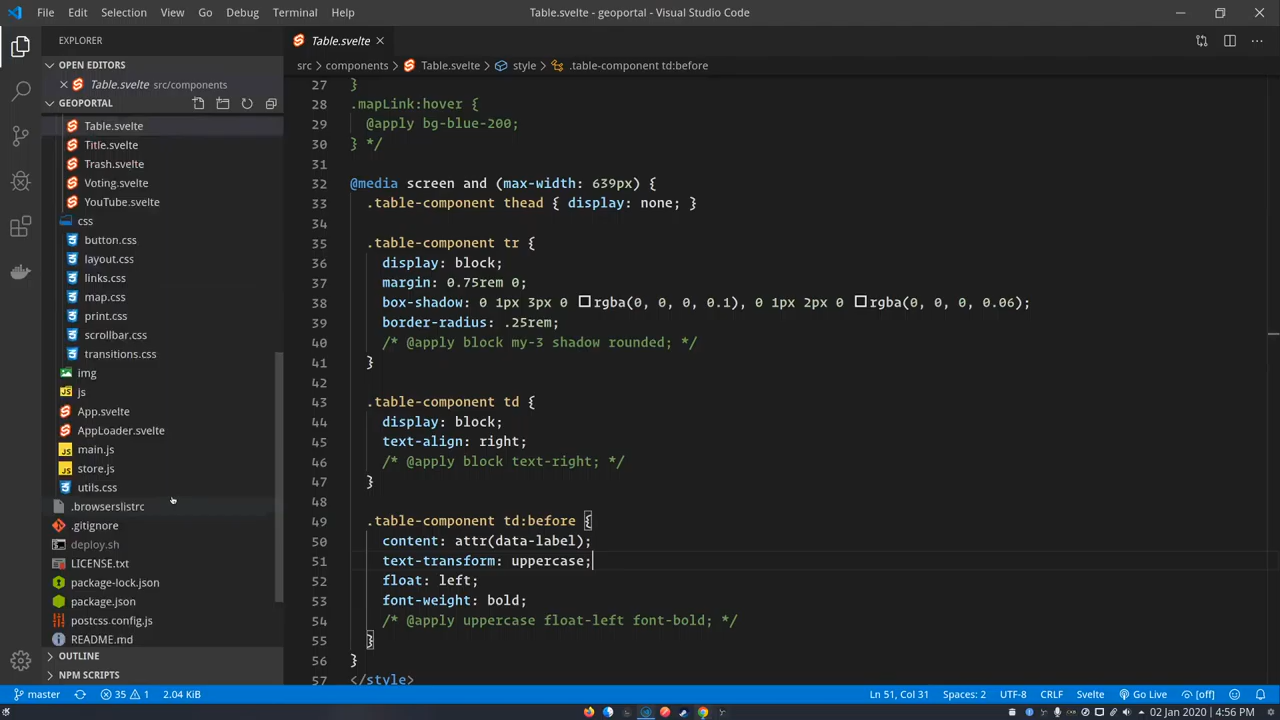 File Edit Selection View Go Debug Terminal Help
Table.svelte - geoportal - Visual Studio Code
EXPLORER
OPEN EDITORS
Table.svelte src/components
GEOPORTAL
Table.svelte
Title.svelte
Trash.svelte
Voting.svelte
YouTube.svelte
css
button.css
layout.css
links.css
map.css
print.css
scrollbar.css
transitions.css
img
JS js
App.svelte
AppLoader.svelte
JS main.js
JS store.js
utils.css
.browserslistrc
.gitignore
deploy.sh
LICENSE.txt
package-lock.json
package.json
postcss.config.js
README.md
OUTLINE
NPM SCRIPTS
Table.svelte
src components Table.svelte style .table-component td:before
27 }
28 .mapLink:hover {
29 @apply bg-blue-200;
30 } */
31
32 @media screen and (max-width: 639px) {
33 .table-component thead { display: none; }
34
35 .table-component tr {
36 display: block;
37 margin: 0.75rem 0;
38 box-shadow: 0 1px 3px 0 rgba(0, 0, 0, 0.1), 0 1px 2px 0 rgba(0, 0, 0, 0.06);
39 border-radius: .25rem;
40 /* @apply block my-3 shadow rounded; */
41 }
42
43 .table-component td {
44 display: block;
45 text-align: right;
46 /* @apply block text-right; */
47 }
48
49 .table-component td:before {
50 content: attr(data-label);
51 text-transform: uppercase;
52 float: left;
53 font-weight: bold;
54 /* @apply uppercase float-left font-bold; */
55 }
56 }
57 </style>
master 35 1 2.04 KiB
Ln 51, Col 31 Spaces: 2 UTF-8 CRLF Svelte Go Live [off]
02 Jan 2020 | 4:56 PM